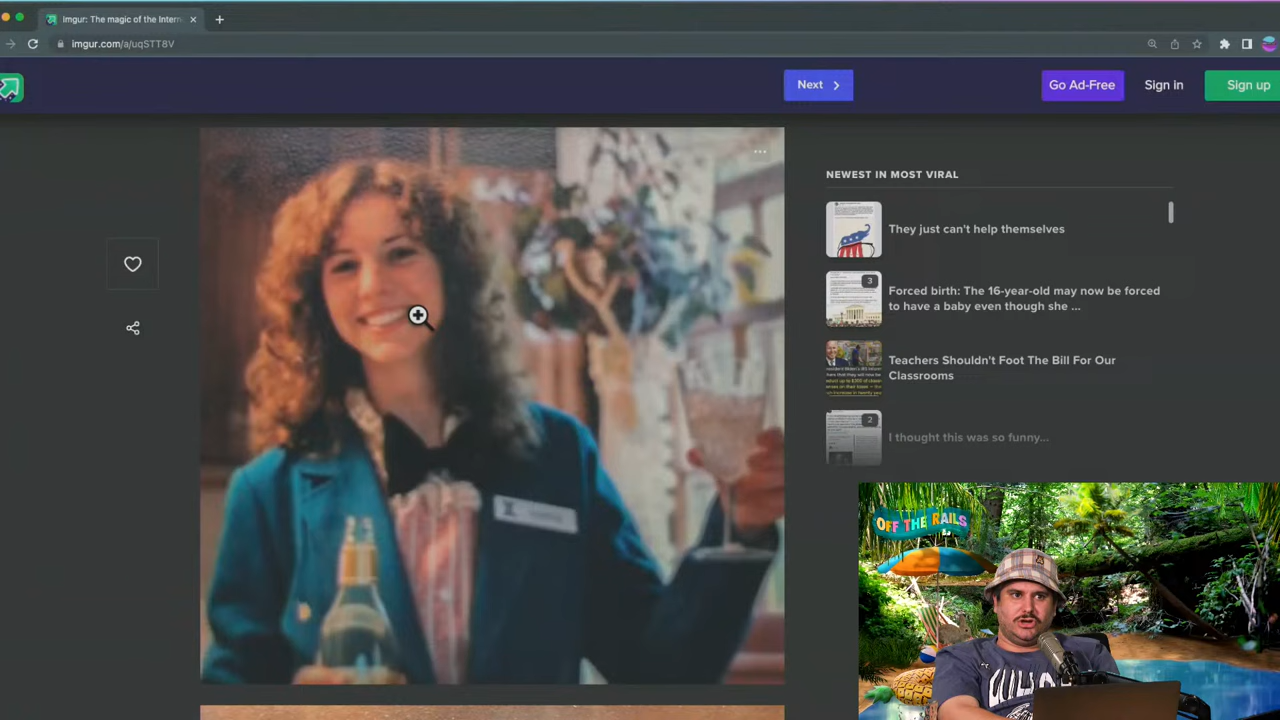 Imgur: The magic of the Intern
imgur.com/a/uqSTT8V
Next
Go Ad-Free
Sign in
Sign up
NEWEST IN MOST VIRAL
They just can't help themselves
3
Forced birth: The 16-year-old may now be forced
to have a baby even though she ...
Teachers Shouldn't Foot The Bill For Our
Classrooms
2
I thought this was so funny...
OFF THE RAILS